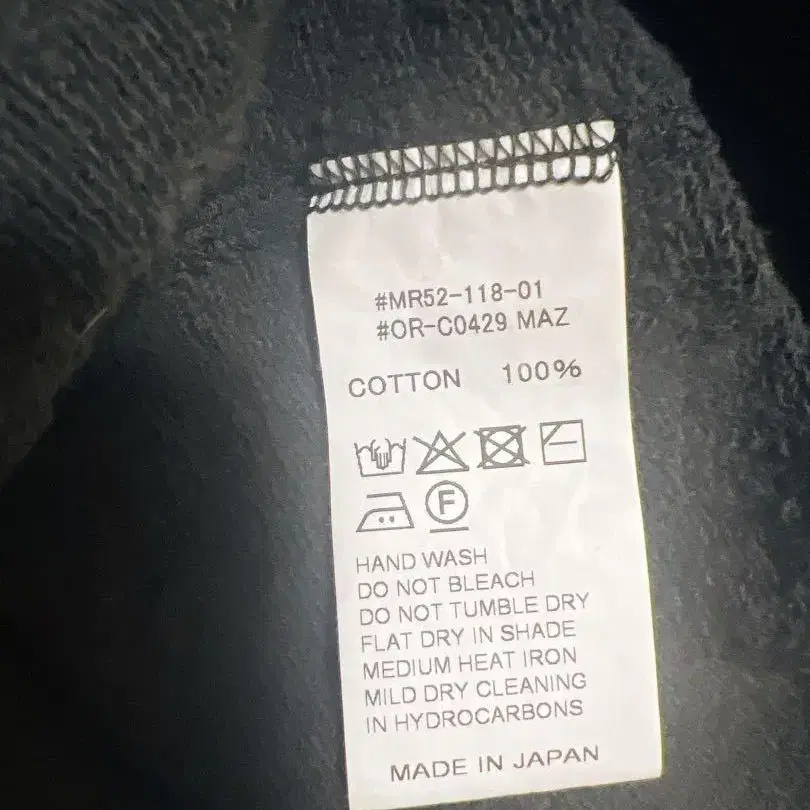 #MR52-118-01
#OR-C0429 MAZ
COTTON 100%
F
HAND WASH
DO NOT BLEACH
DO NOT TUMBLE DRY
FLAT DRY IN SHADE
MEDIUM HEAT IRON
MILD DRY CLEANING
IN HYDROCARBONS
MADE IN JAPAN